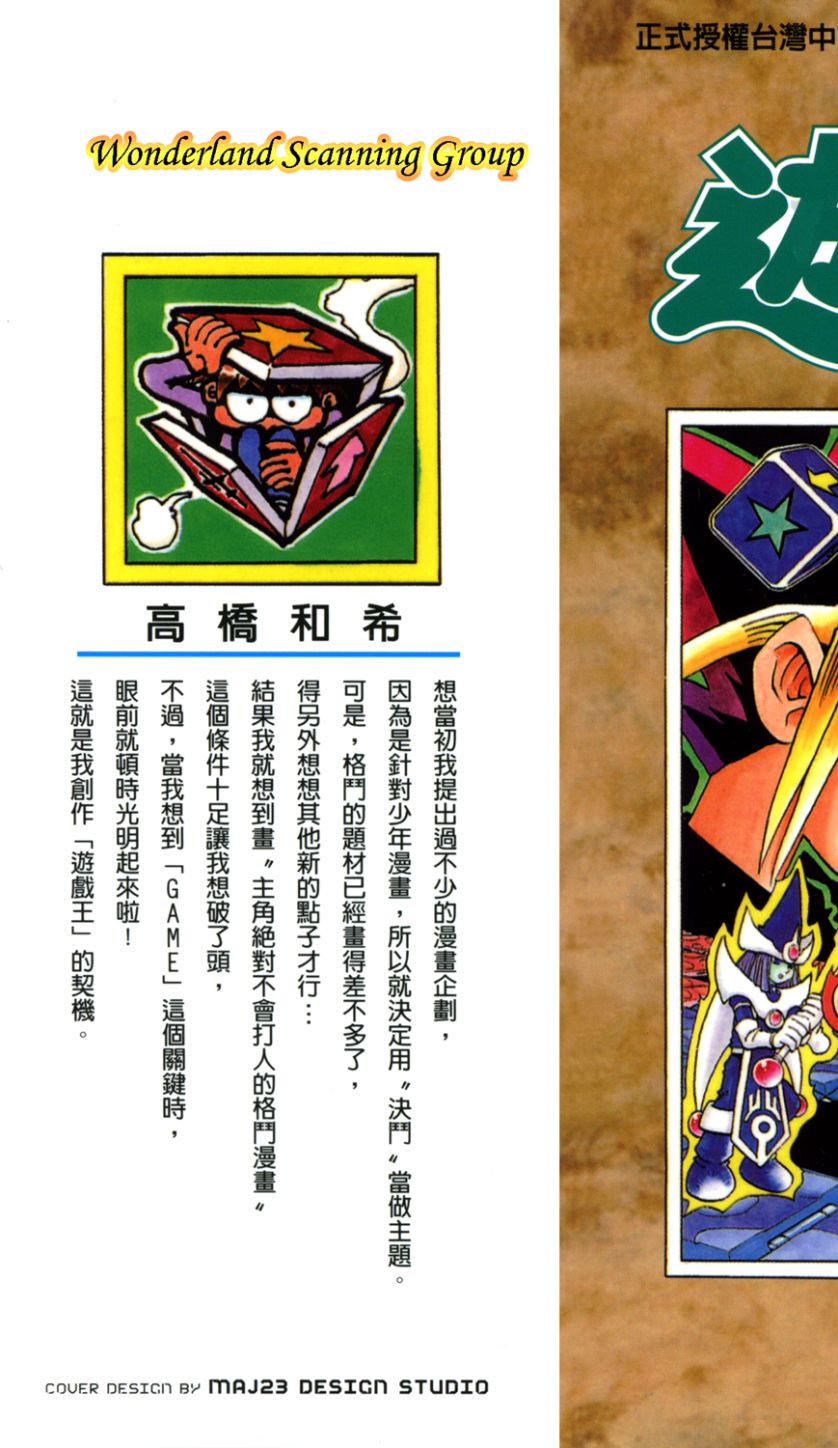 Wonderland Scanning Group
正式授權台灣中
遊
高橋和希
想當初我提出過不少的漫畫企劃，
因為是針對少年漫畫，所以就決定用〝決鬥〞當做主題。
可是，格鬥的題材已經畫得差不多了，
得另外想想其他新的點子才行…
結果我就想到畫〝主角絕對不會打人的格鬥漫畫〞
這個條件十足讓我想破了頭，
不過，當我想到「GAME」這個關鍵時，
眼前就頓時光明起來啦！
這就是我創作「遊戲王」的契機。
COVER DESIGN BY MAJ23 DESIGN STUDIO